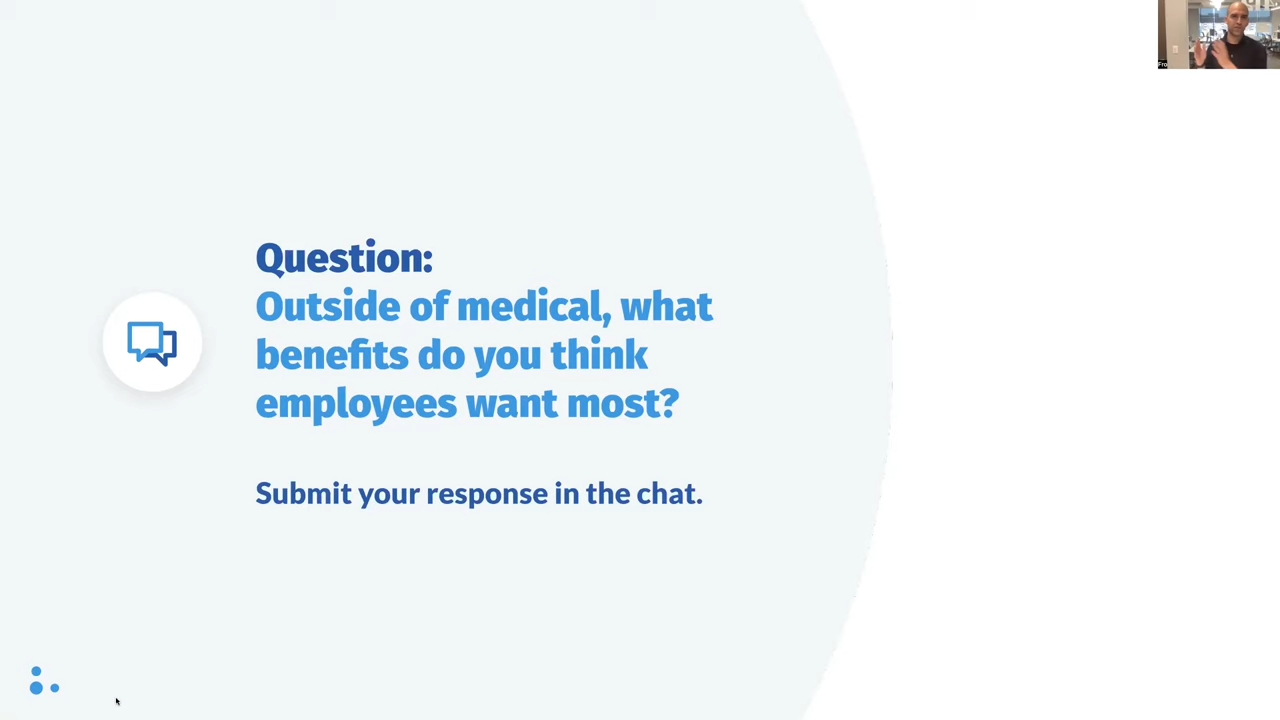 Question:
Outside of medical, what
benefits do you think
employees want most?
Submit your response in the chat.